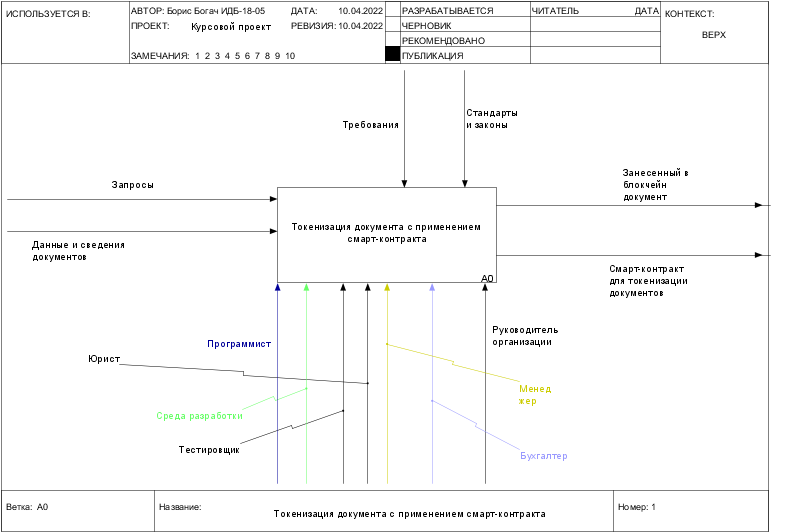 ИСПОЛЬЗУЕТСЯ В:
АВТОР: Борис Богач ИДБ-18-05
ДАТА: 10.04.2022
РАЗРАБАТЫВАЕТСЯ
ЧИТАТЕЛЬ
ДАТА
КОНТЕКСТ:
ПРОЕКТ: Курсовой проект
РЕВИЗИЯ: 10.04.2022
ЧЕРНОВИК
РЕКОМЕНДОВАНО
ВЕРХ
ЗАМЕЧАНИЯ: 1 2 3 4 5 6 7 8 9 10
ПУБЛИКАЦИЯ
Требования
Стандарты
и законы
Запросы
Данные и сведения
документов
Токенизация документа с применением
смарт-контракта
A0
Занесенный в
блокчейн
документ
Смарт-контракт
для токенизации
документов
Программист
Юрист
Среда разработки
Тестировщик
Руководитель
организации
Менед
жер
Бухгалтер
Ветка: A0
Название:
Токенизация документа с применением смарт-контракта
Номер: 1